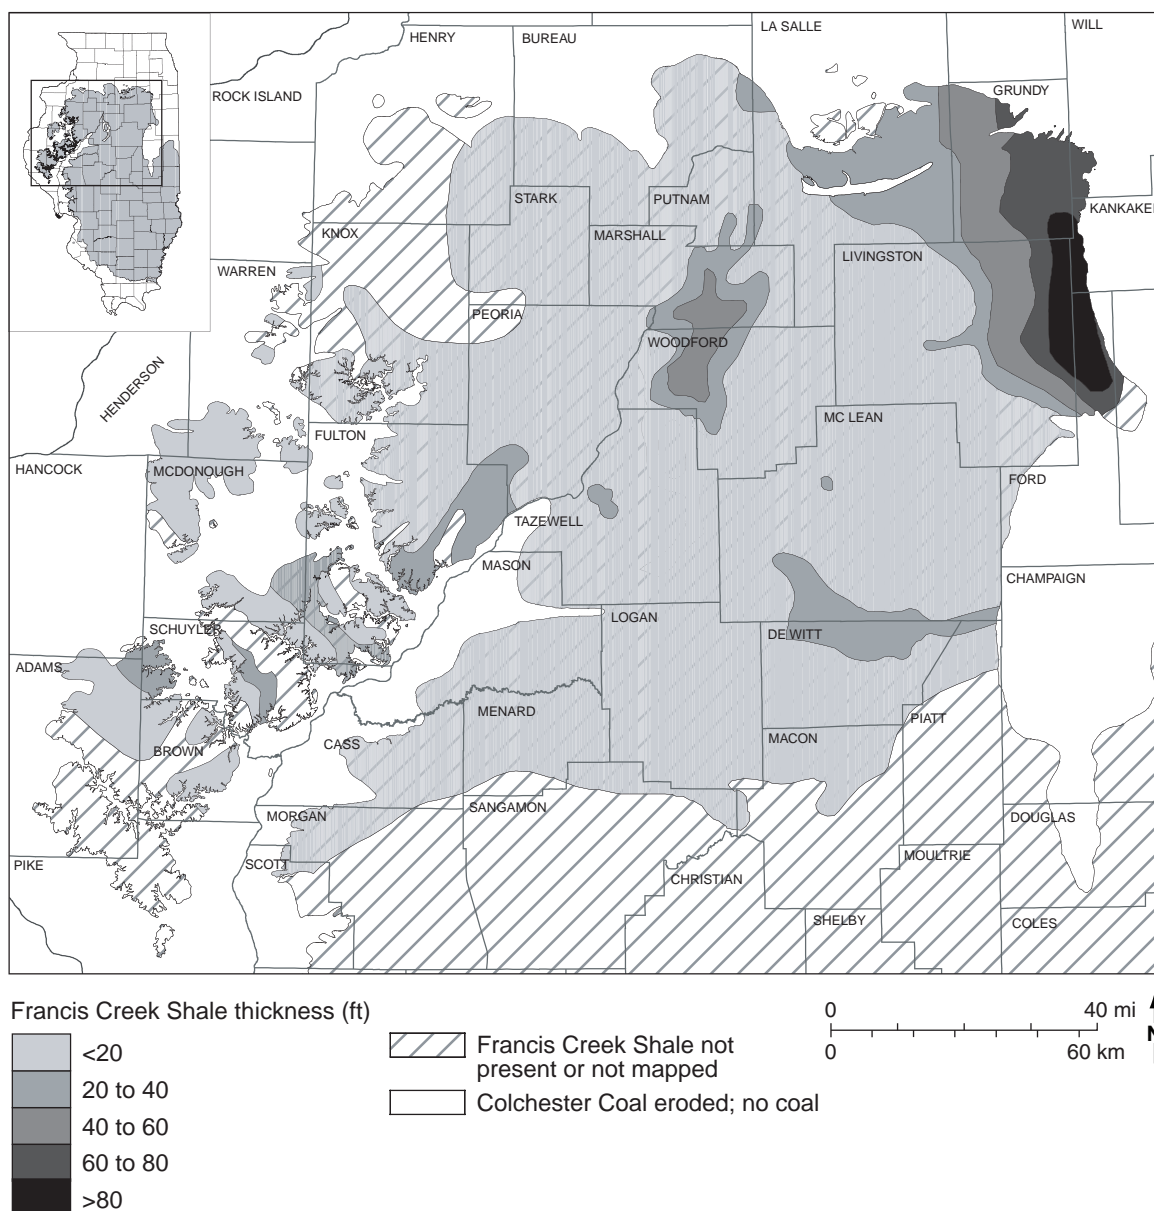 LA SALLE
WILL
HENRY
BUREAU
GRUNDY
ROCK ISLAND
STARK
PUTNAM
KANKAKEE
KNOX
MARSHALL
LIVINGSTON
WARREN
PEORIA
WOODFORD
HENDERSON
MC LEAN
FULTON
HANCOCK
MCDONOUGH
FORD
TAZEWELL
MASON
CHAMPAIGN
LOGAN
SCHUYLER
DE WITT
ADAMS
MENARD
PIATT
CASS
MACON
BROWN
SANGAMON
MORGAN
DOUGLAS
MOULTRIE
PIKE
SCOTT
CHRISTIAN
SHELBY
COLES
Francis Creek Shale thickness (ft)
<20
20 to 40
40 to 60
60 to 80
>80
Francis Creek Shale not
present or not mapped
Colchester Coal eroded; no coal
0 40 mi
0 60 km
N